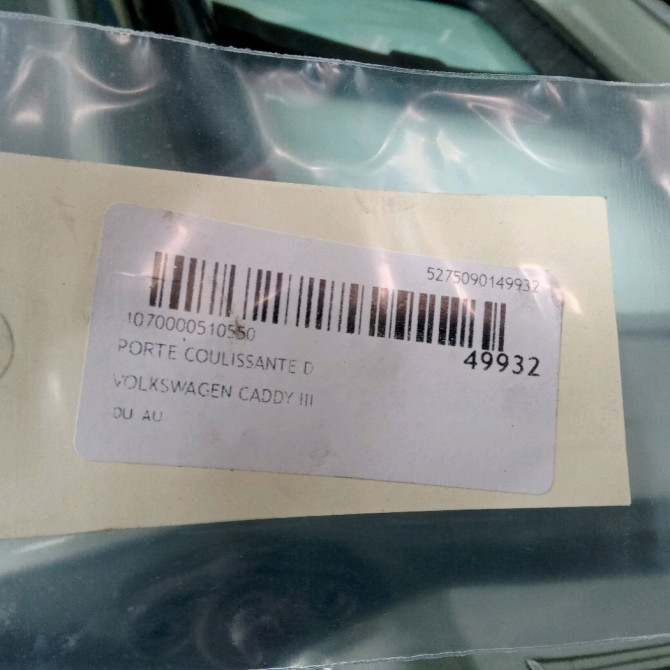 5275090149932
1070000510550
49932
PORTE COULISSANTE D
VOLKSWAGEN CADDY III
DU AU